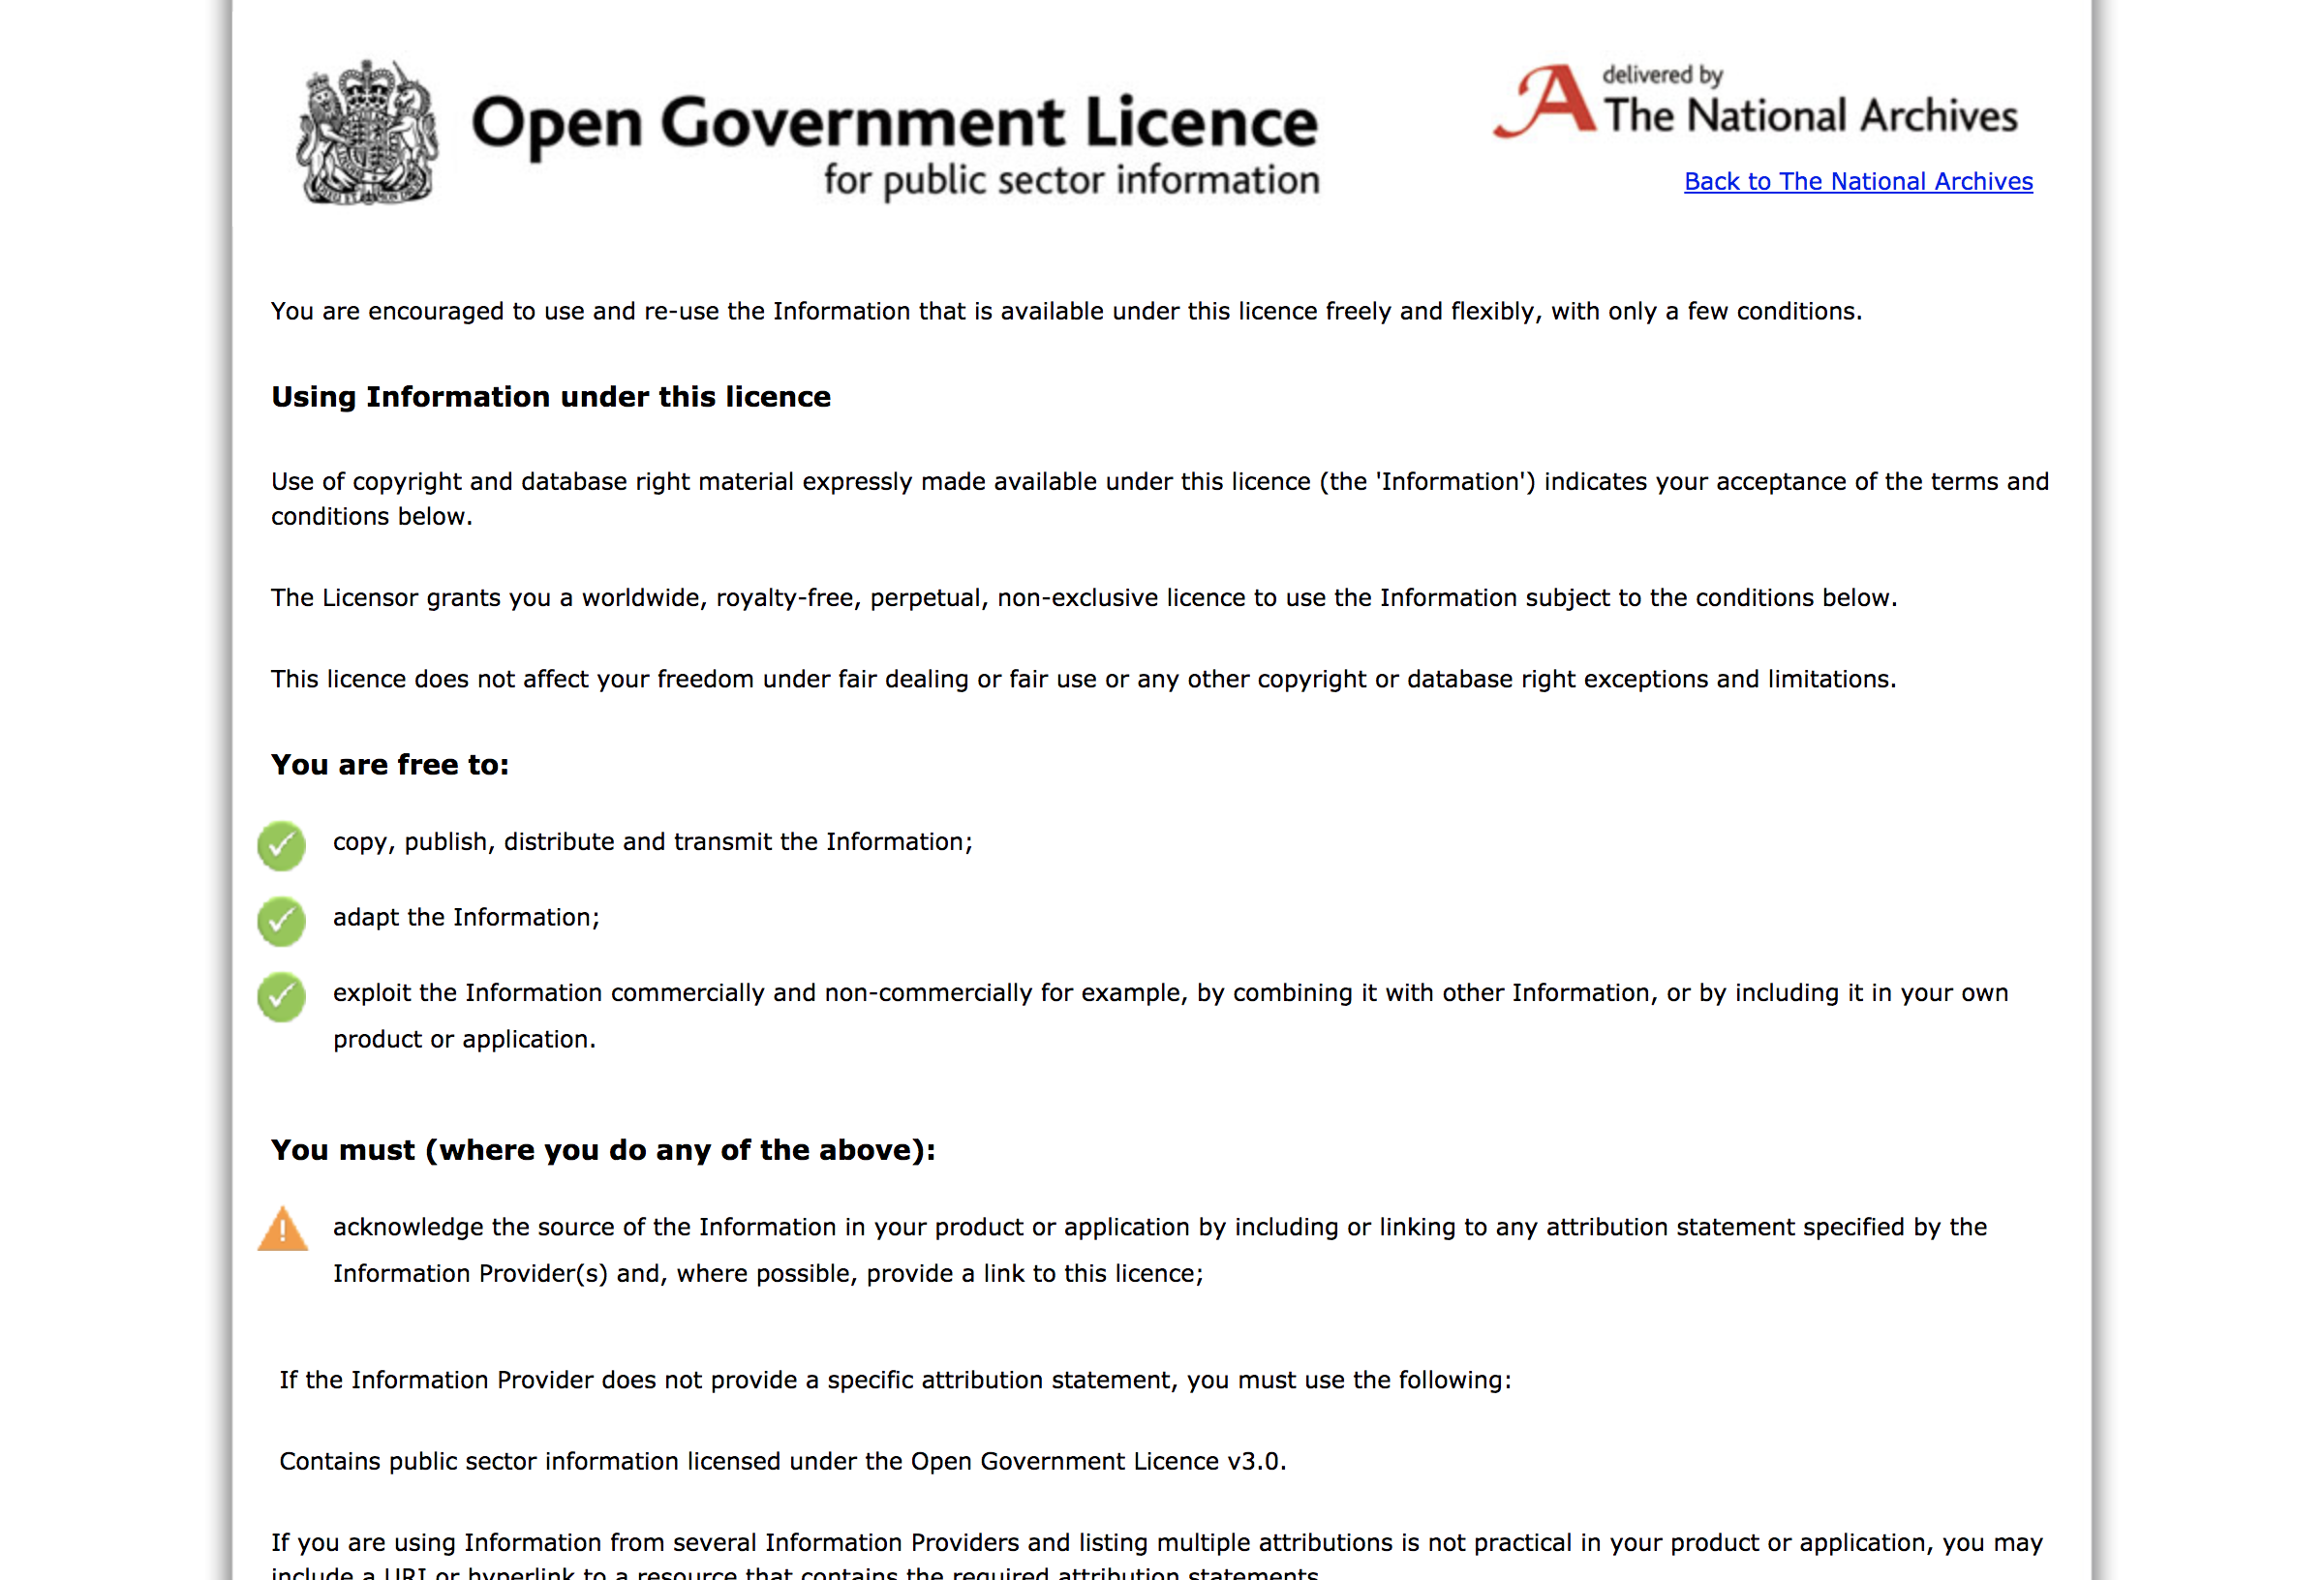 Open Government Licence
for public sector information
delivered by
The National Archives
Back to The National Archives
You are encouraged to use and re-use the Information that is available under this licence freely and flexibly, with only a few conditions.
Using Information under this licence
Use of copyright and database right material expressly made available under this licence (the 'Information') indicates your acceptance of the terms and
conditions below.
The Licensor grants you a worldwide, royalty-free, perpetual, non-exclusive licence to use the Information subject to the conditions below.
This licence does not affect your freedom under fair dealing or fair use or any other copyright or database right exceptions and limitations.
You are free to:
copy, publish, distribute and transmit the Information;
adapt the Information;
exploit the Information commercially and non-commercially for example, by combining it with other Information, or by including it in your own
product or application.
You must (where you do any of the above):
acknowledge the source of the Information in your product or application by including or linking to any attribution statement specified by the
Information Provider(s) and, where possible, provide a link to this licence;
If the Information Provider does not provide a specific attribution statement, you must use the following:
Contains public sector information licensed under the Open Government Licence v3.0.
If you are using Information from several Information Providers and listing multiple attributions is not practical in your product or application, you may
include a URI or hyperlink to a resource that contains the required attribution statements.